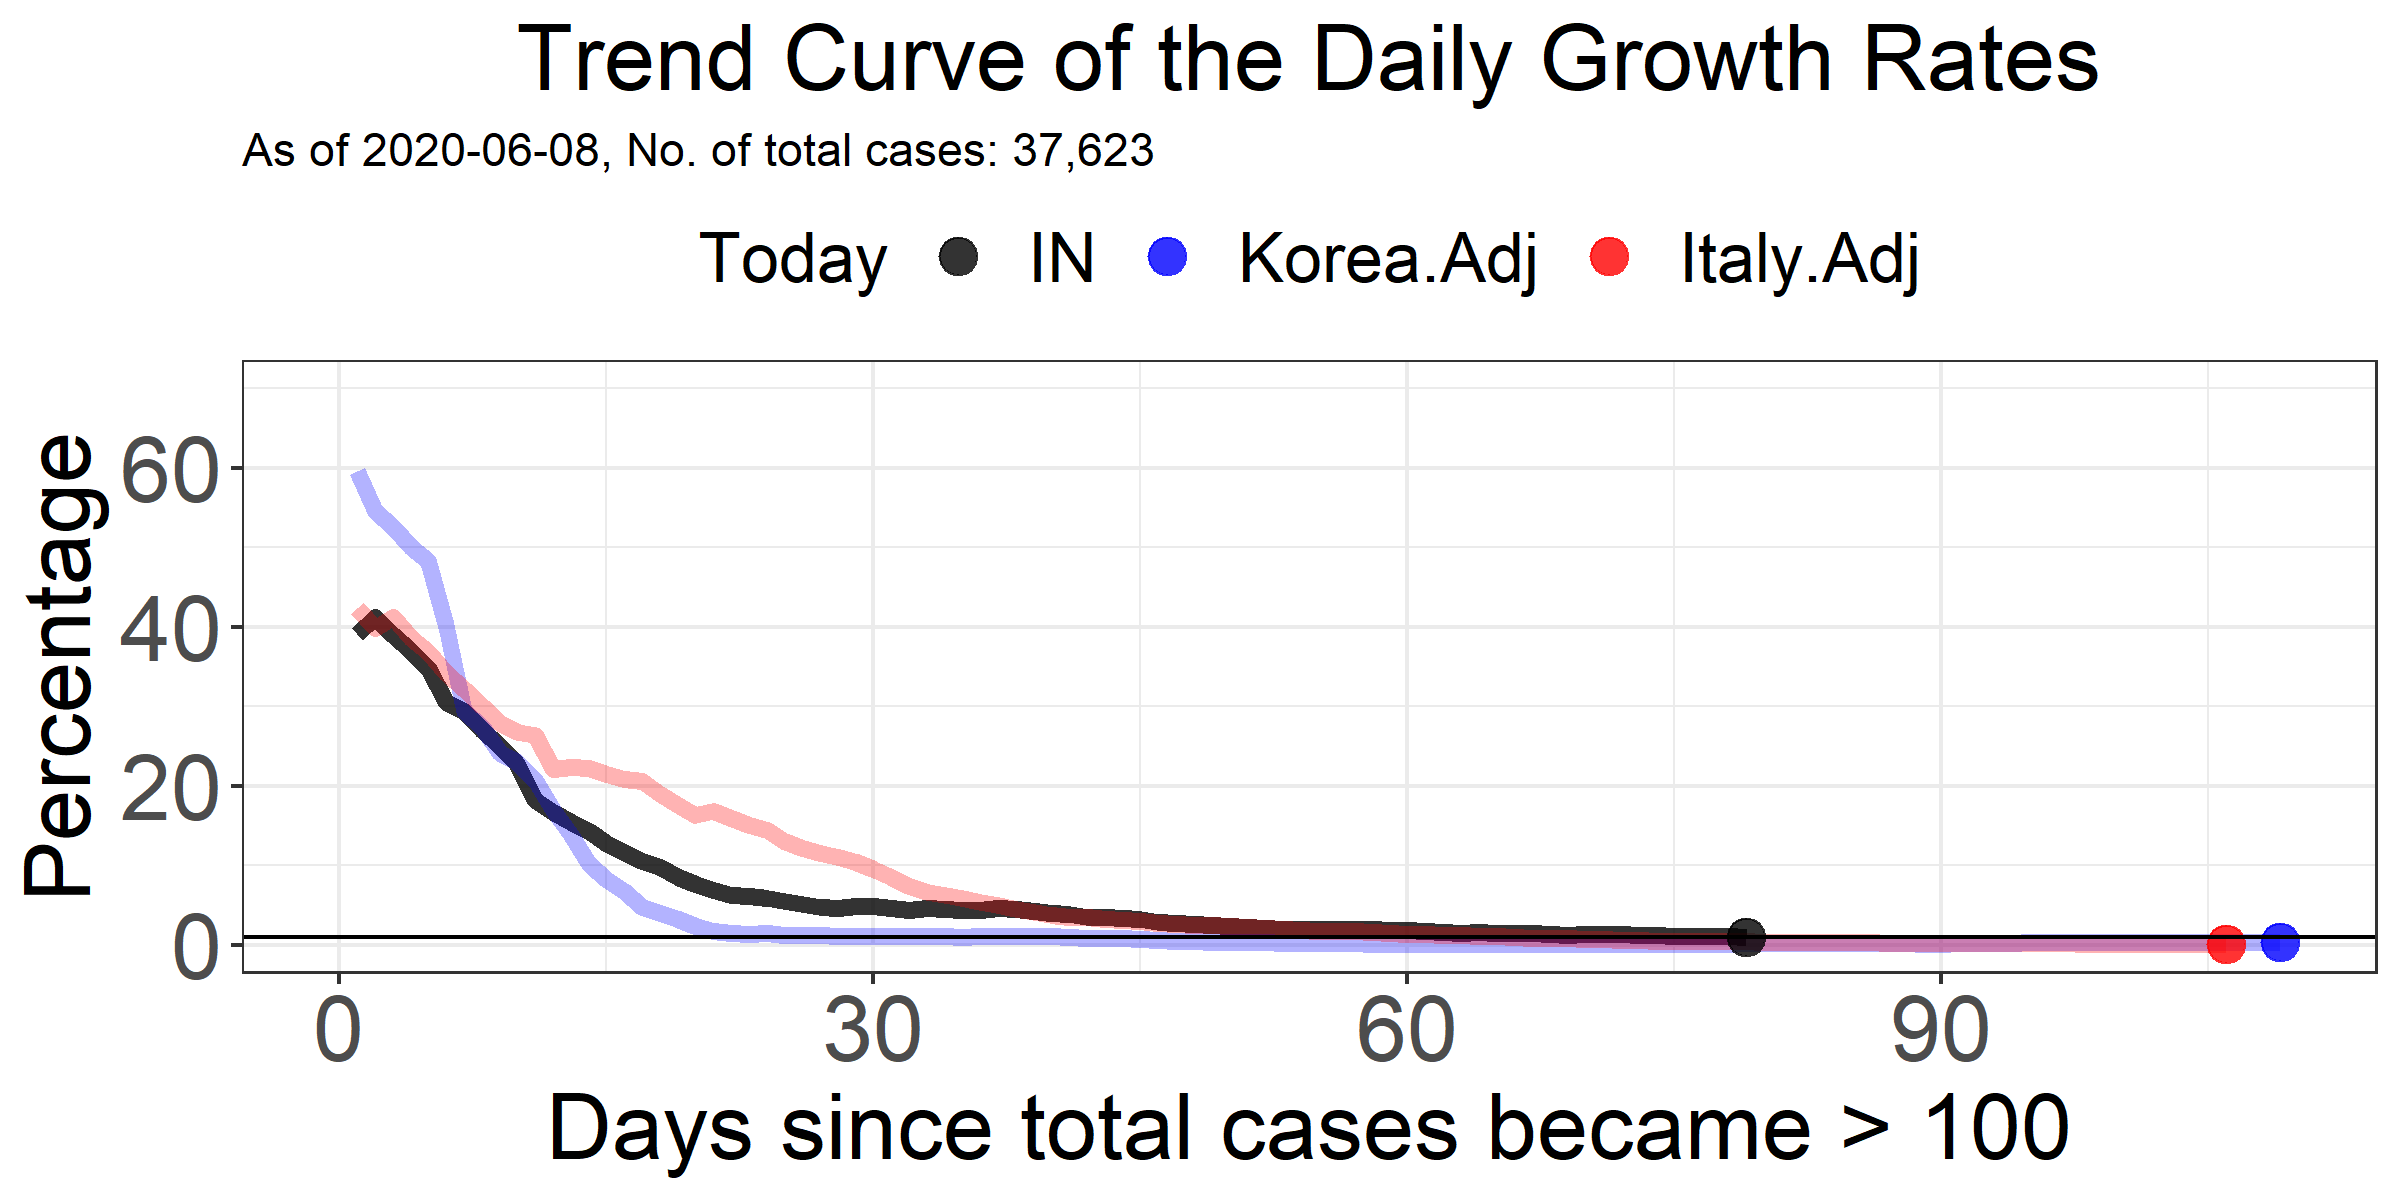 Trend Curve of the Daily Growth Rates
As of 2020-06-08, No. of total cases: 37,623
Today IN Korea.Adj Italy.Adj
Percentage
60
40
20
0
0 30 60 90
Days since total cases became > 100